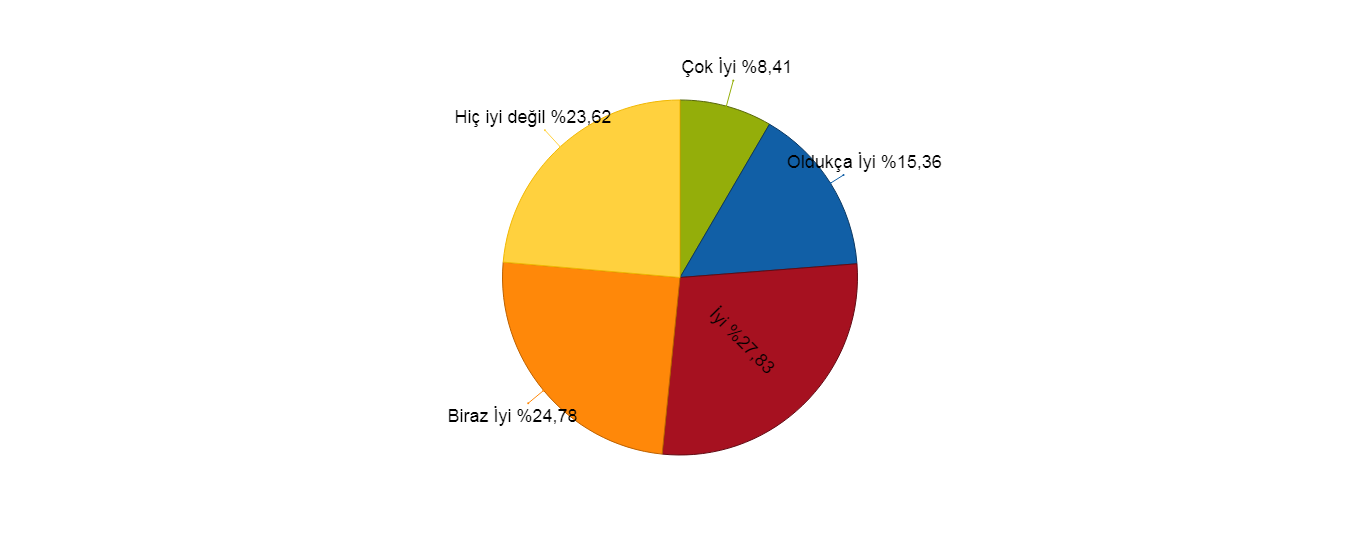 Çok İyi %8,41
Hiç iyi değil %23,62
Oldukça İyi %15,36
İyi %27,83
Biraz İyi %24,78